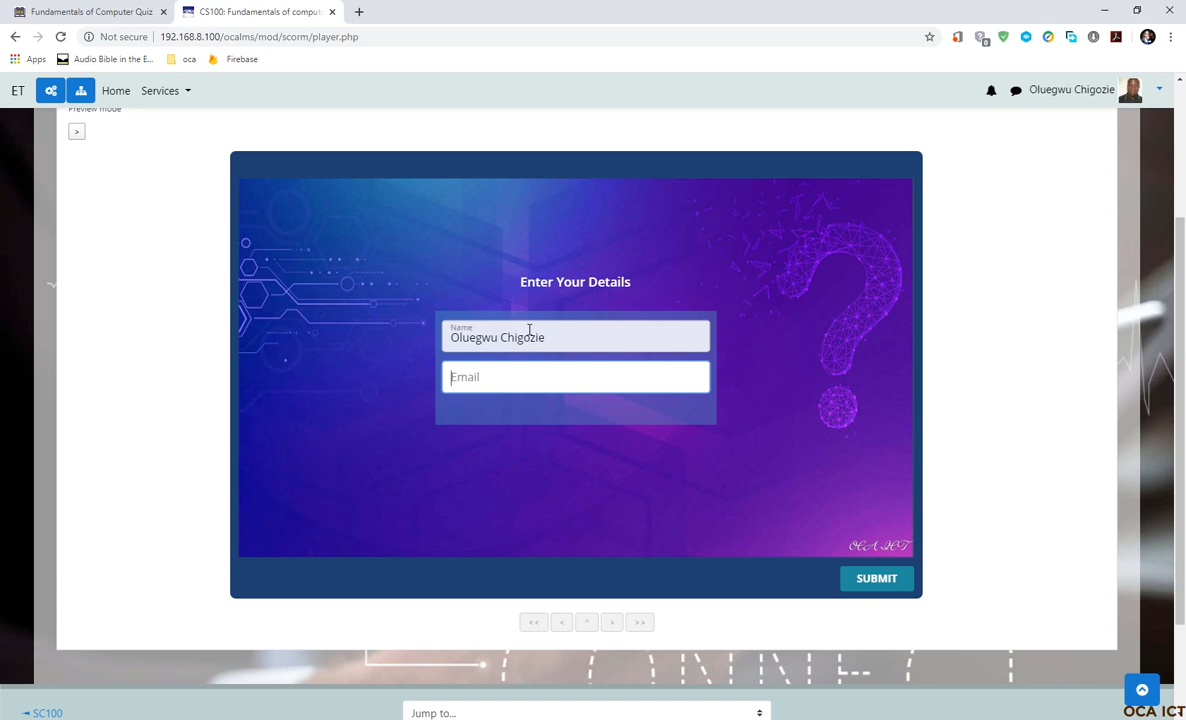 Fundamentals of Computer Quiz
CS100: Fundamentals of comput
Not secure
192.168.8.100/ocalms/mod/scorm/player.php
Apps
Audio Bible in the E...
oca
Firebase
ET
Home
Services
Oluegwu Chigozie
Preview mode
>
Enter Your Details
Name
Oluegwu Chigozie
Email
OCA ICT
SUBMIT
<< < ^ > >>
CONNECT
◄ SC100
Jump to...
OCA ICT